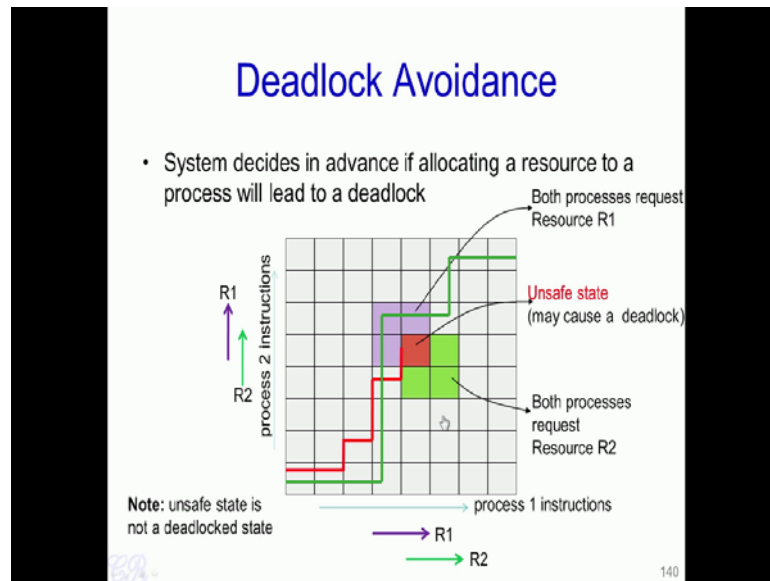 Deadlock Avoidance
• System decides in advance if allocating a resource to a
process will lead to a deadlock
Both processes request
Resource R1
Unsafe state
(may cause a deadlock)
Both processes
request
Resource R2
R1
R2
process 2 instructions
process 1 instructions
R1
R2
Note: unsafe state is
not a deadlocked state
140